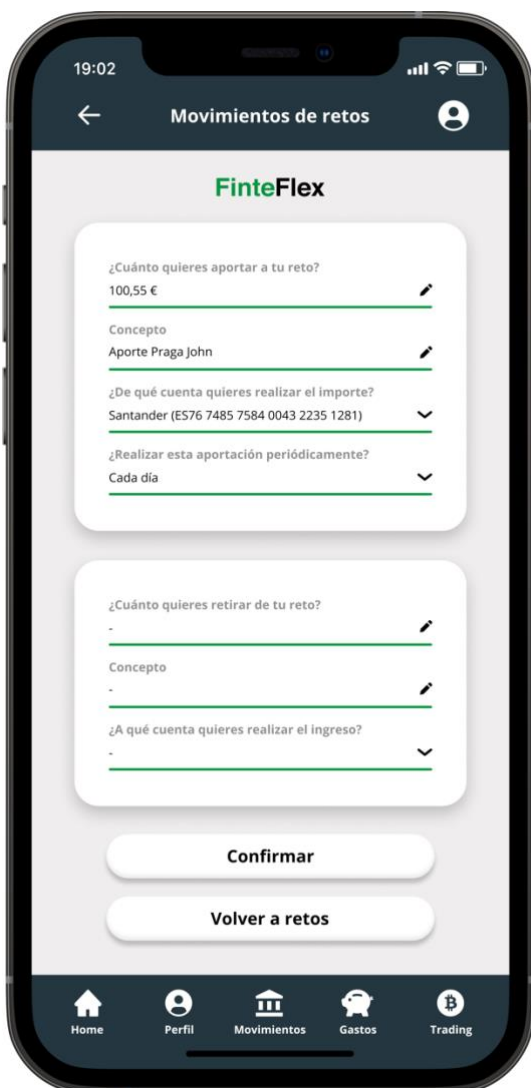 19:02
Movimientos de retos
FinteFlex
¿Cuánto quieres aportar a tu reto?
100,55 €
Concepto
Aporte Praga John
¿De qué cuenta quieres realizar el importe?
Santander (ES76 7485 7584 0043 2235 1281)
¿Realizar esta aportación periódicamente?
Cada día
¿Cuánto quieres retirar de tu reto?
-
Concepto
-
¿A qué cuenta quieres realizar el ingreso?
-
Confirmar
Volver a retos
Home Perfil Movimientos Gastos Trading